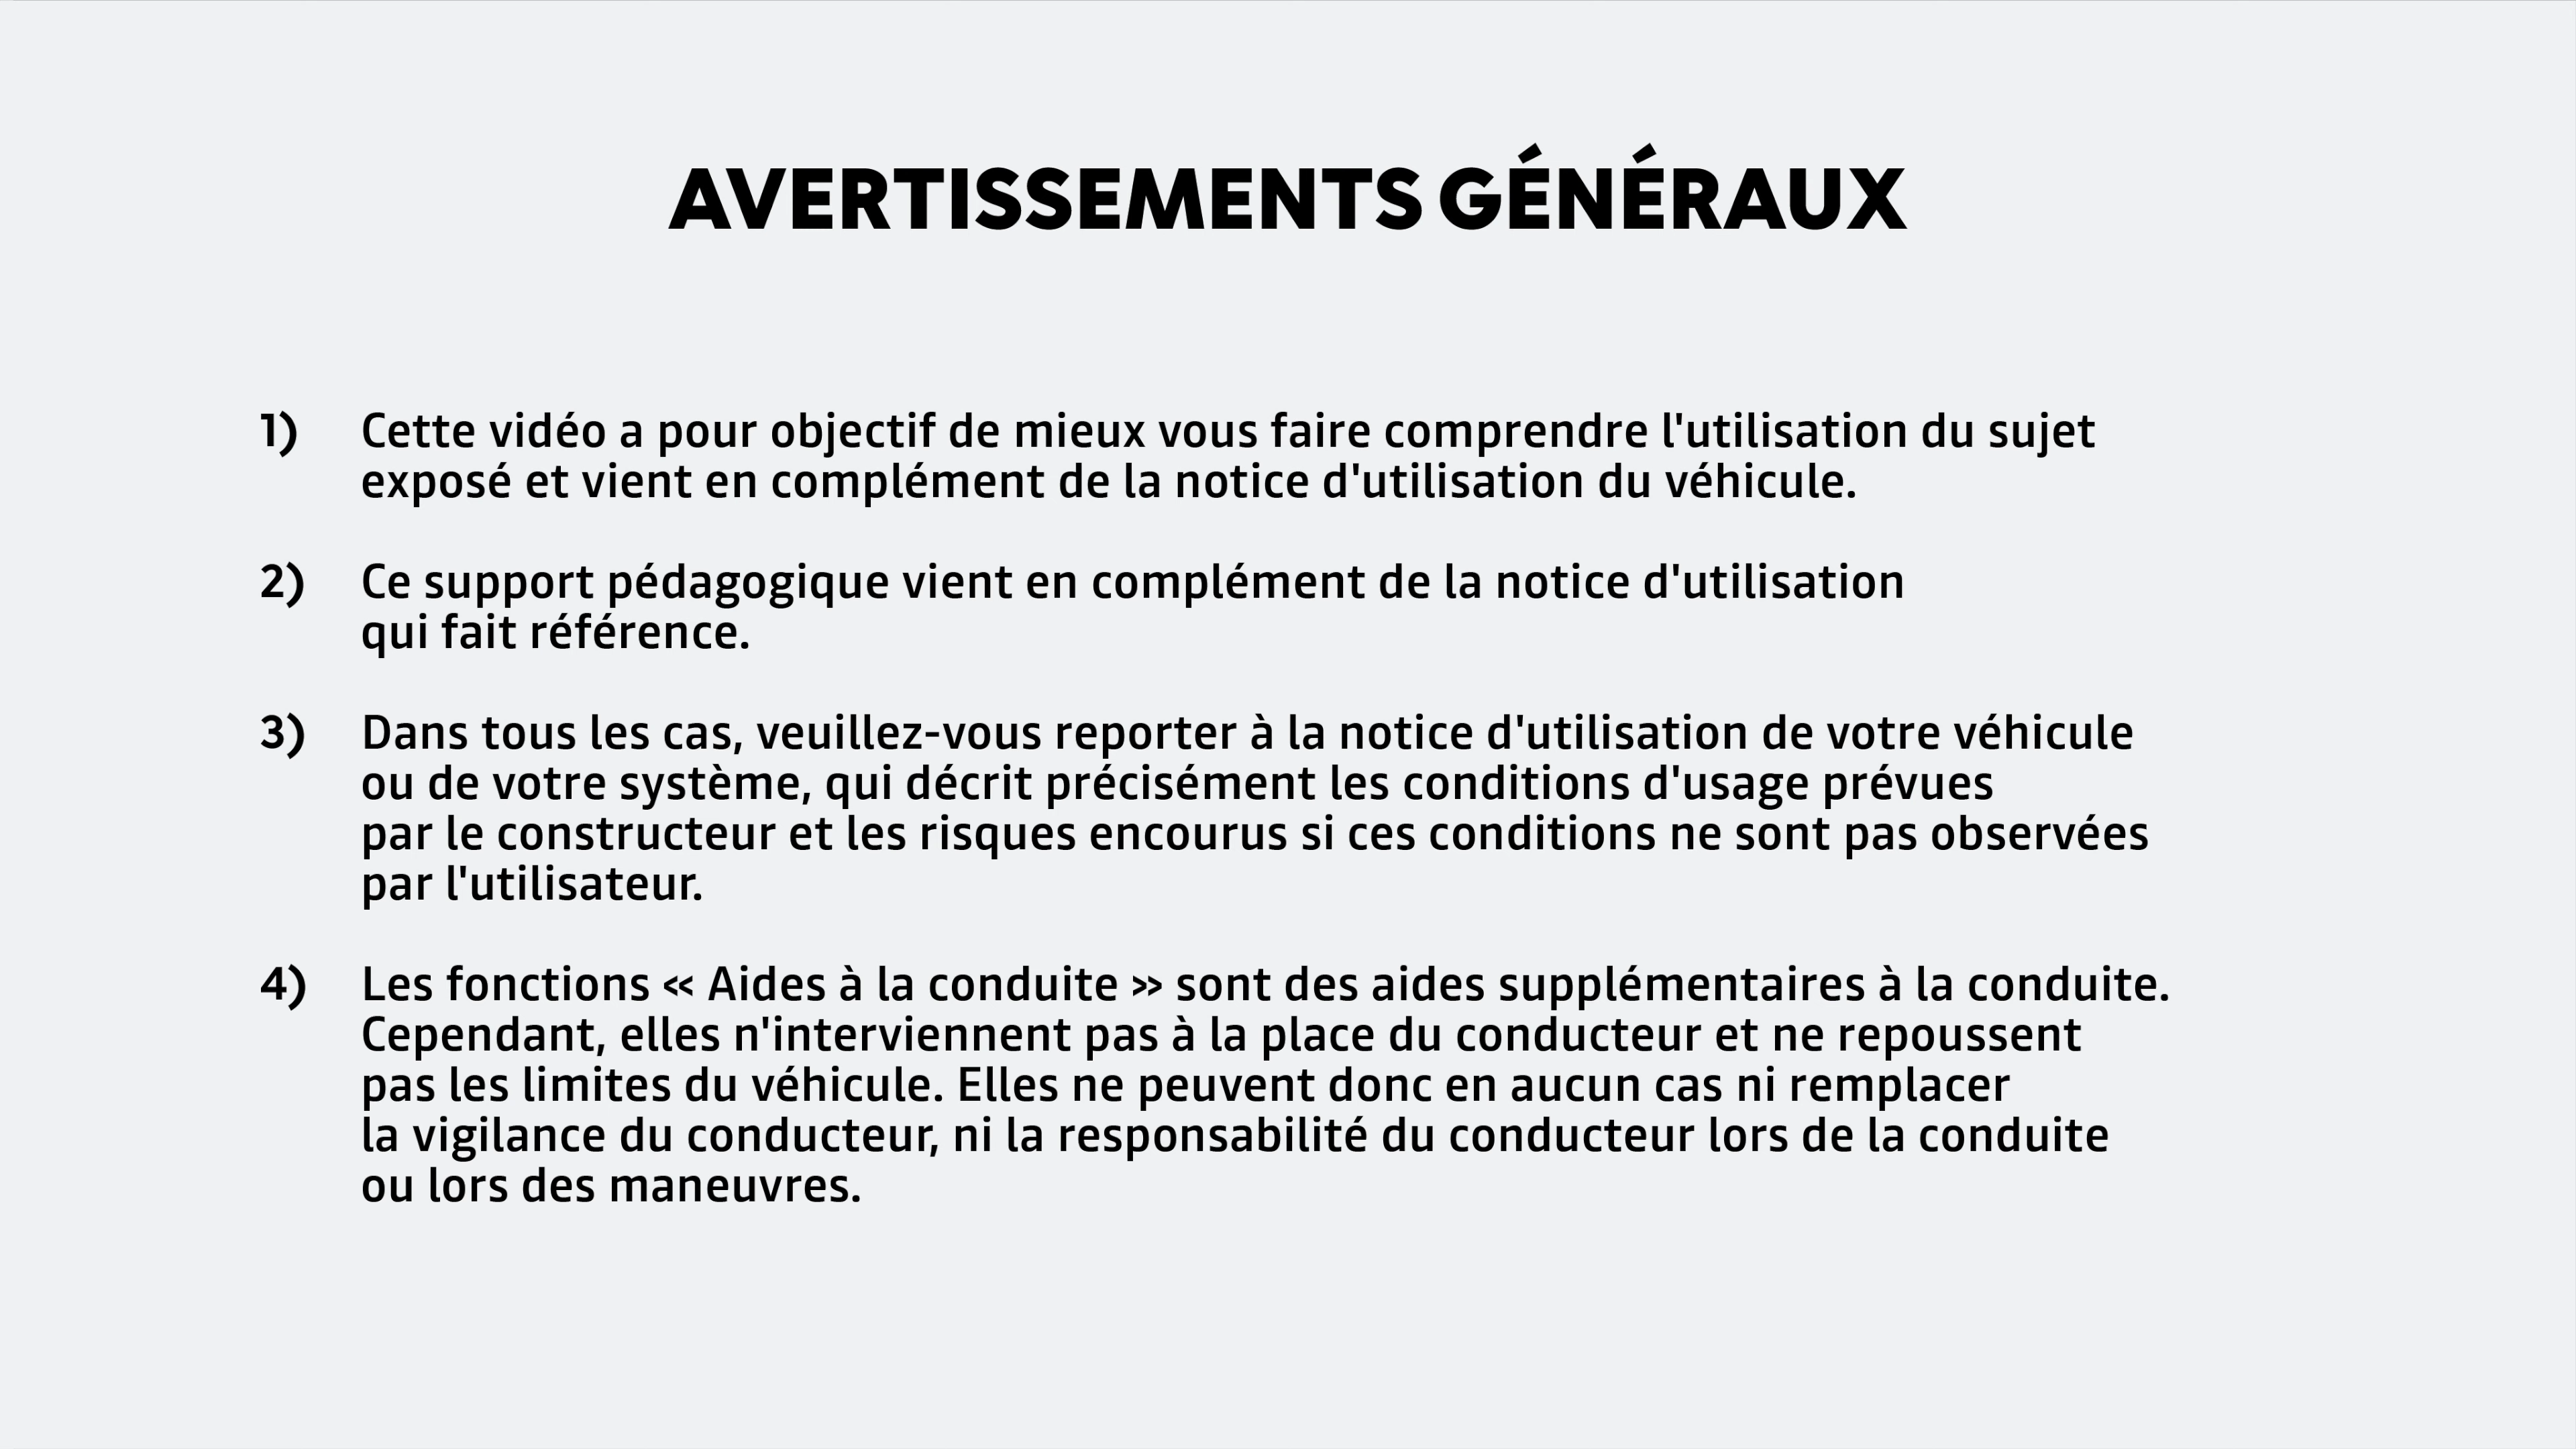 AVERTISSEMENTS GÉNÉRAUX
1) Cette vidéo a pour objectif de mieux vous faire comprendre l'utilisation du sujet
exposé et vient en complément de la notice d'utilisation du véhicule.
2) Ce support pédagogique vient en complément de la notice d'utilisation
qui fait référence.
3) Dans tous les cas, veuillez-vous reporter à la notice d'utilisation de votre véhicule
ou de votre système, qui décrit précisément les conditions d'usage prévues
par le constructeur et les risques encourus si ces conditions ne sont pas observées
par l'utilisateur.
4) Les fonctions « Aides à la conduite » sont des aides supplémentaires à la conduite.
Cependant, elles n'interviennent pas à la place du conducteur et ne repoussent
pas les limites du véhicule. Elles ne peuvent donc en aucun cas ni remplacer
la vigilance du conducteur, ni la responsabilité du conducteur lors de la conduite
ou lors des maneuvres.